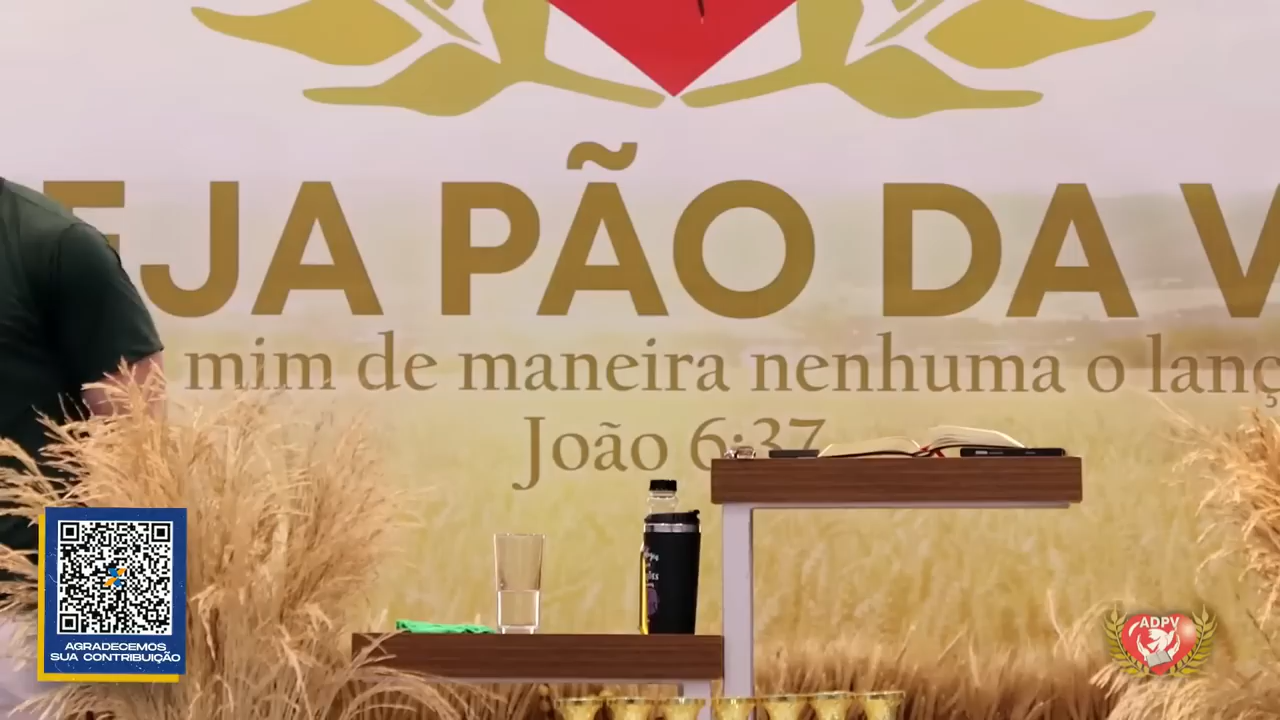 EJA PÃO DA V
mim de maneira nenhuma o lanç
João 6:37
AGRADECEMOS
SUA CONTRIBUIÇÃO
ADPV